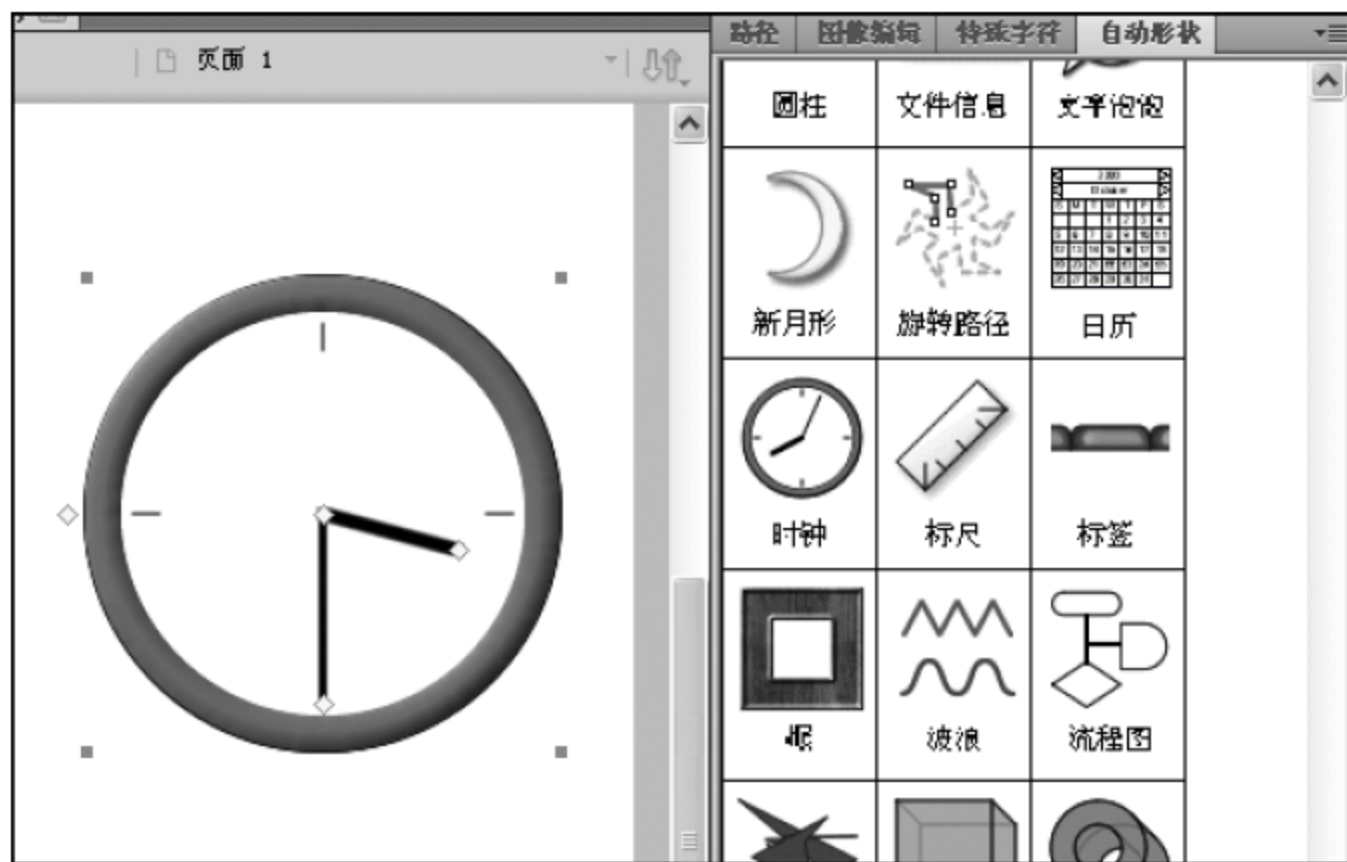 页面 1
路径 图像编辑 特殊字符 自动形状
圆柱 文件信息 文字泡泡
新月形 旋转路径 日历
时钟 标尺 标签
框 波浪 流程图